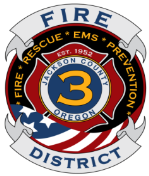 FIRE
* FIRE * RESCUE * EMS * PREVENTION *
EST. 1952
JACKSON COUNTY
3
OREGON
DISTRICT